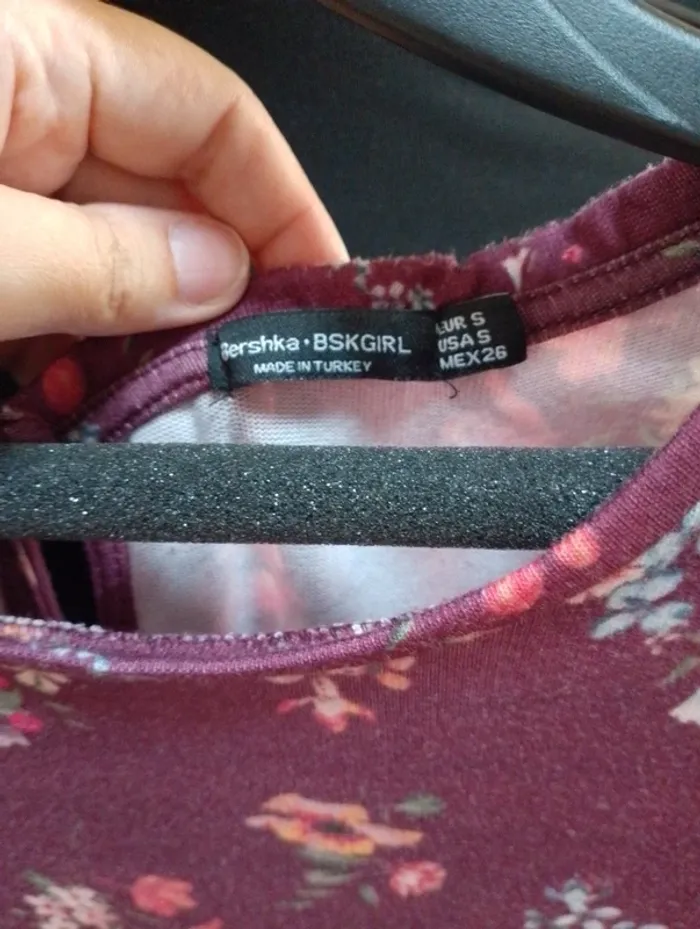 Bershka • BSKGIRL
MADE IN TURKEY
EUR S
USA S
MEX 26